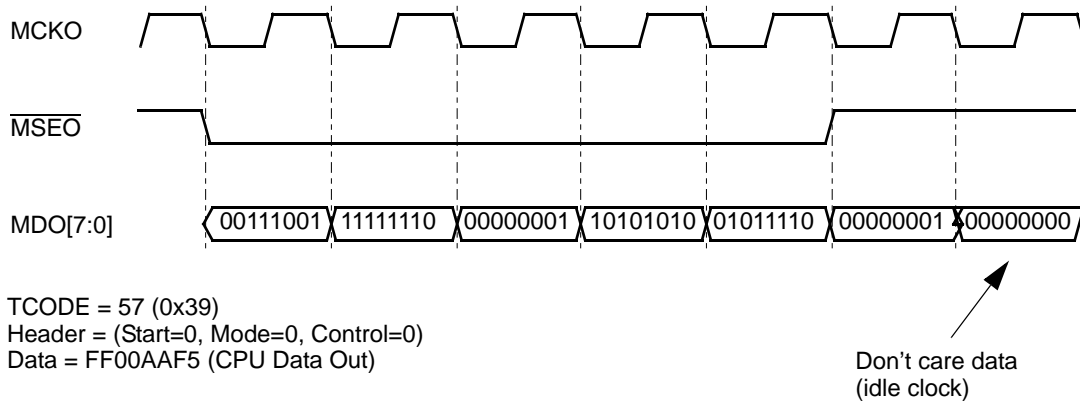 MCKO
MSEO
MDO[7:0]
00111001 11111110 00000001 10101010 01011110 00000001 00000000
TCODE = 57 (0x39)
Header = (Start=0, Mode=0, Control=0)
Data = FF00AAF5 (CPU Data Out)
Don't care data
(idle clock)